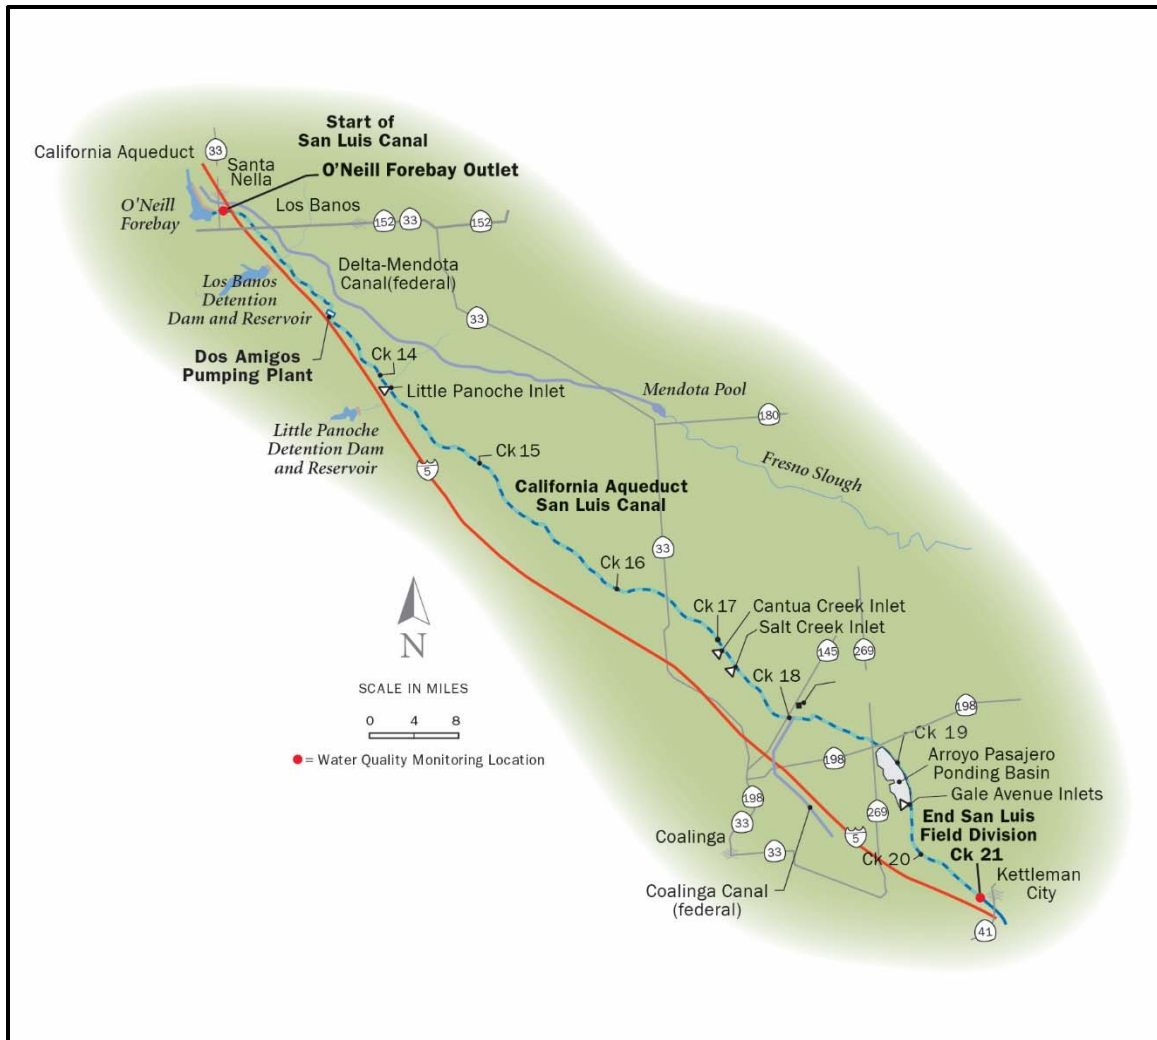 Start of
San Luis Canal
California Aqueduct
33
Santa
Nella
O'Neill Forebay Outlet
O'Neill
Forebay
Los Banos
152
33
152
Delta-Mendota
Canal(federal)
Los Banos
Detention
Dam and Reservoir
33
Dos Amigos
Pumping Plant
Ck 14
Little Panoche Inlet
Mendota Pool
180
Little Panoche
Detention Dam
and Reservoir
Ck 15
5
Fresno Slough
California Aqueduct
San Luis Canal
33
Ck 16
N
Ck 17
Cantua Creek Inlet
Salt Creek Inlet
145
269
Ck 18
SCALE IN MILES
0 4 8
= Water Quality Monitoring Location
198
Ck 19
198
Arroyo Pasajero
Ponding Basin
Gale Avenue Inlets
198
269
33
5
End San Luis
Field Division
Ck 21
Coalinga
33
Ck 20
Kettleman
City
Coalinga Canal
(federal)
41